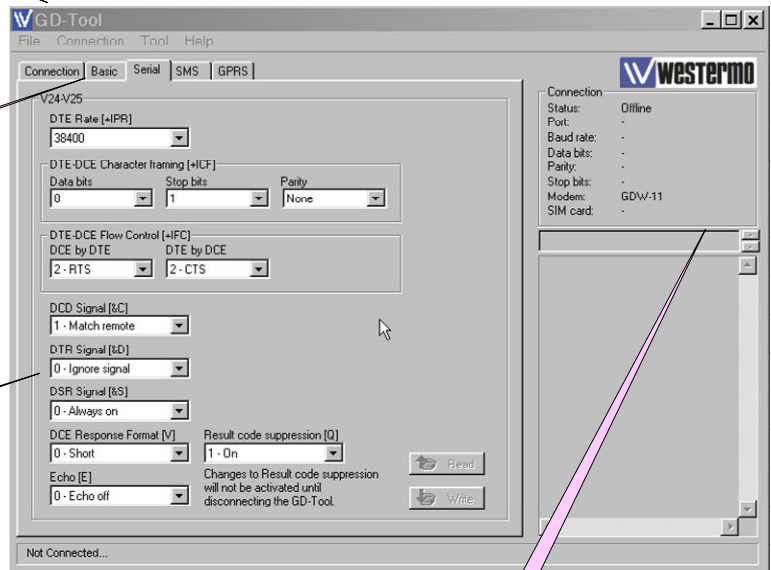 GD-Tool
File Connection Tool Help
Connection Basic Serial SMS GPRS
V24-V25
DTE Rate [+IPR]
38400
DTE-DCE Character framing [+ICF]
Data bits Stop bits Parity
8 1 None
DTE-DCE Flow Control [+IFC]
DCE by DTE DTE by DCE
2 - RTS 2 - CTS
DCD Signal [&C]
1 - Match remote
DTR Signal [&D]
0 - Ignore signal
DSR Signal [&S]
0 - Always on
DCE Response Format [V] Result code suppression [Q]
0 - Short 1 - On
Echo [E]
0 - Echo off
Changes to Result code suppression
will not be activated until
disconnecting the GD-Tool.
Read
Write
westermo
Connection
Status: Offline
Port: -
Baud rate: -
Data bits: -
Parity: -
Stop bits: -
Modem: GDW-11
SIM card: -
Not Connected...